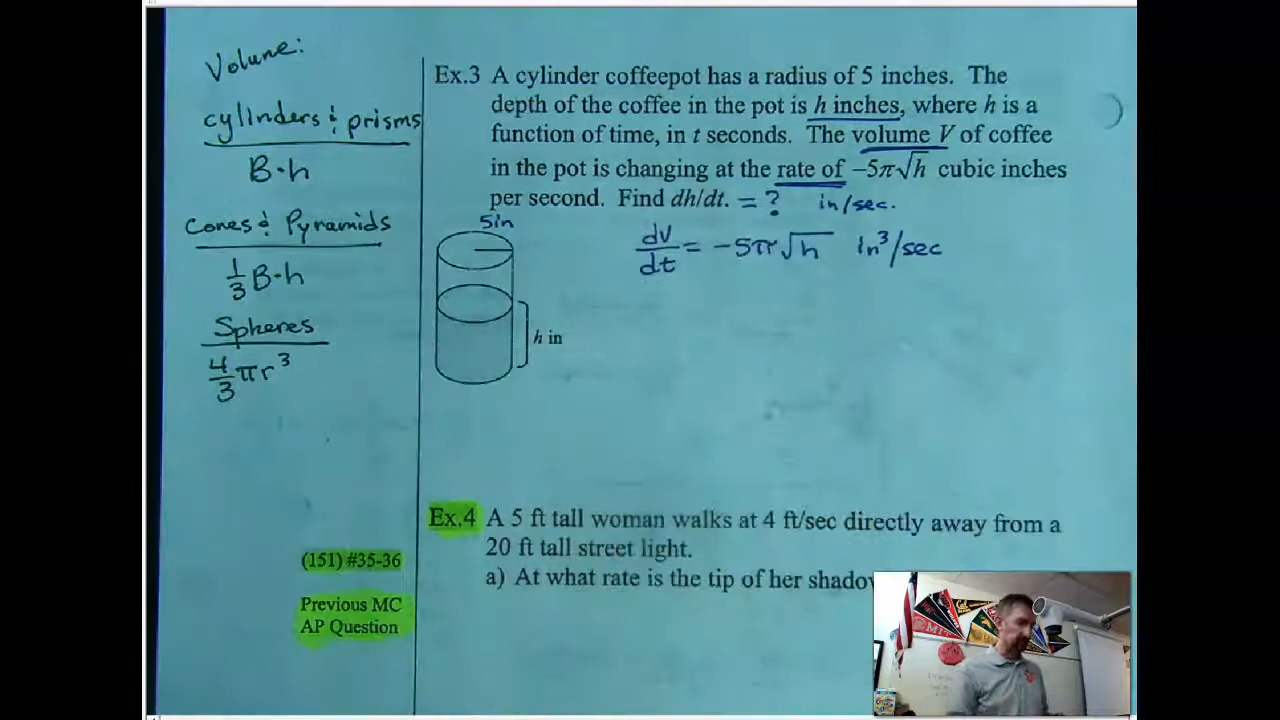 Volume:
cylinders & prisms
B·h
Cones & Pyramids
1/3 B·h
Spheres
4/3 πr³
(151) #35-36
Previous MC
AP Question
Ex.3 A cylinder coffeepot has a radius of 5 inches. The
depth of the coffee in the pot is h inches, where h is a
function of time, in t seconds. The volume V of coffee
in the pot is changing at the rate of −5π√h cubic inches
per second. Find dh/dt. = ? in/sec.
5in
dV/dt = -5π√h in³/sec
h in
Ex.4 A 5 ft tall woman walks at 4 ft/sec directly away from a
20 ft tall street light.
a) At what rate is the tip of her shadow
MIT